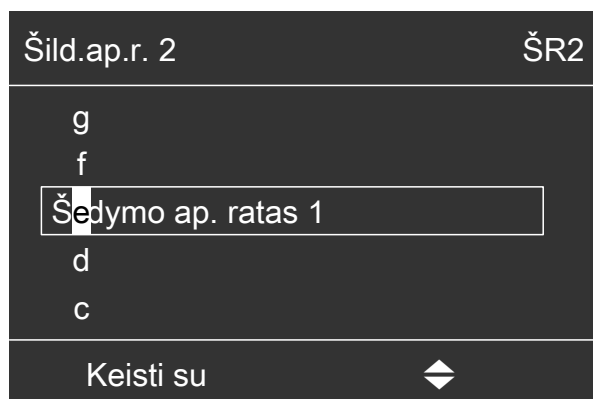 Šild.ap.r. 2 ŠR2
g
f
Šedymo ap. ratas 1
d
c
Keisti su